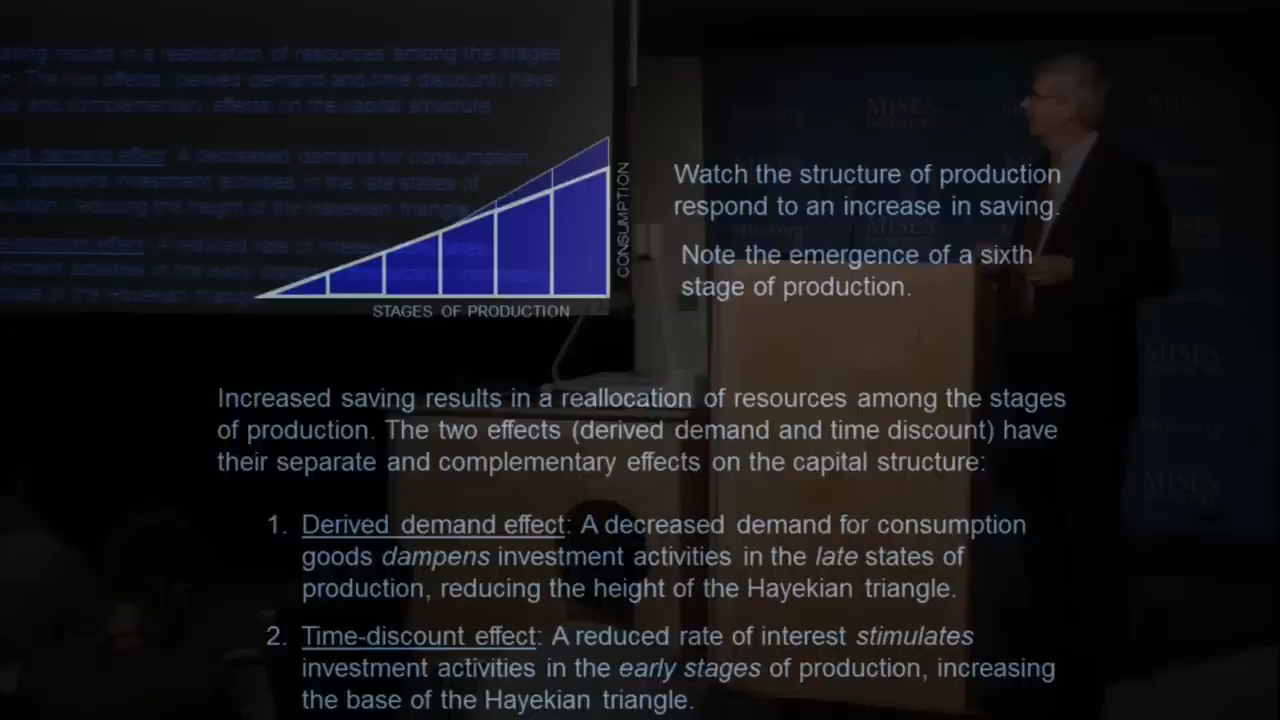 Watch the structure of production
respond to an increase in saving.
Note the emergence of a sixth
stage of production.
CONSUMPTION
STAGES OF PRODUCTION
Increased saving results in a reallocation of resources among the stages
of production. The two effects (derived demand and time discount) have
their separate and complementary effects on the capital structure:
1. Derived demand effect: A decreased demand for consumption
goods dampens investment activities in the late states of
production, reducing the height of the Hayekian triangle.
2. Time-discount effect: A reduced rate of interest stimulates
investment activities in the early stages of production, increasing
the base of the Hayekian triangle.
MISES
MISES
MISES